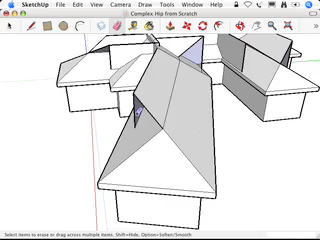 SketchUp File Edit View Camera Draw Tools Window Help
Complex Hip from Scratch
Select items to erase or drag across multiple items. Shift=Hide, Option=Soften/Smooth